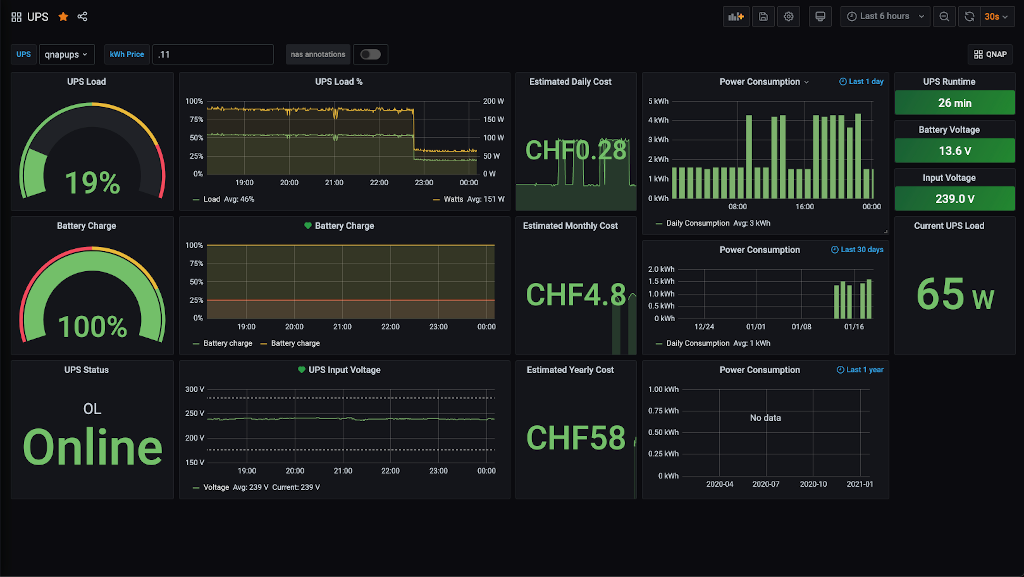 UPS
Last 6 hours
30s
UPS qnapups kWh Price .11 nas annotations
QNAP
UPS Load
19%
UPS Load %
100%
75%
50%
25%
0%
200 W
150 W
100 W
50 W
0 W
19:00 20:00 21:00 22:00 23:00 00:00
Load Avg: 46%
Watts Avg: 151 W
Estimated Daily Cost
CHF0.28
Power Consumption
Last 1 day
5 kWh
4 kWh
3 kWh
2 kWh
1 kWh
0 kWh
08:00 16:00 00:00
Daily Consumption Avg: 3 kWh
UPS Runtime
26 min
Battery Voltage
13.6 V
Input Voltage
239.0 V
Battery Charge
100%
Battery Charge
100%
75%
50%
25%
0%
19:00 20:00 21:00 22:00 23:00 00:00
Battery charge Battery charge
Estimated Monthly Cost
CHF4.8
Power Consumption
Last 30 days
2.0 kWh
1.5 kWh
1.0 kWh
0.5 kWh
0 kWh
12/24 01/01 01/08 01/16
Daily Consumption Avg: 1 kWh
Current UPS Load
65 W
UPS Status
OL
Online
UPS Input Voltage
300 V
250 V
200 V
150 V
19:00 20:00 21:00 22:00 23:00 00:00
Voltage Avg: 239 V Current: 239 V
Estimated Yearly Cost
CHF58
Power Consumption
Last 1 year
1.00 kWh
0.75 kWh
0.50 kWh
0.25 kWh
0 kWh
No data
2020-04 2020-07 2020-10 2021-01